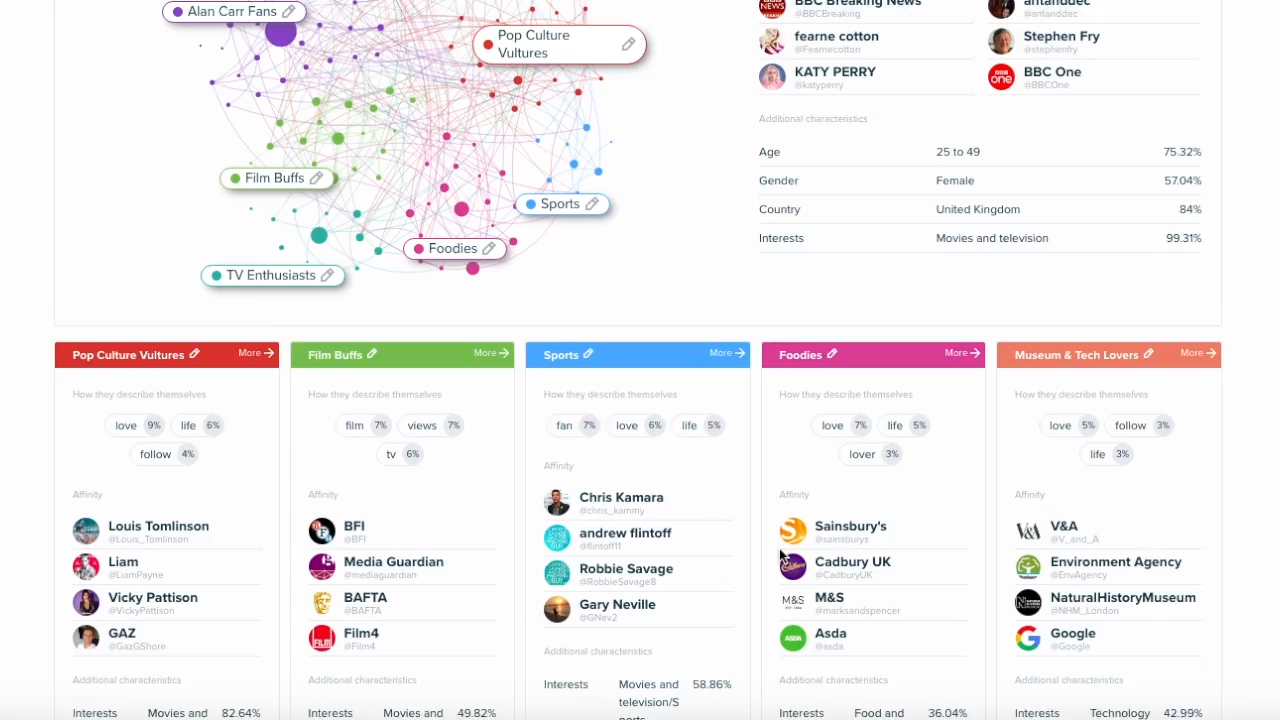 Alan Carr Fans
Pop Culture
Vultures
Film Buffs
Sports
Foodies
TV Enthusiasts
BBC Breaking News
@BBCBreaking
antanddec
@antanddec
fearne cotton
@Fearnecotton
Stephen Fry
@stephenfry
KATY PERRY
@katyperry
BBC One
@BBCOne
Additional characteristics
Age 25 to 49 75.32%
Gender Female 57.04%
Country United Kingdom 84%
Interests Movies and television 99.31%
Pop Culture Vultures More
How they describe themselves
love 9% life 6%
follow 4%
Affinity
Louis Tomlinson
@Louis_Tomlinson
Liam
@LiamPayne
Vicky Pattison
@VickyPattison
GAZ
@GazGShore
Additional characteristics
Interests Movies and 82.64%
Film Buffs More
How they describe themselves
film 7% views 7%
tv 6%
Affinity
BFI
@BFI
Media Guardian
@mediaguardian
BAFTA
@BAFTA
Film4
@Film4
Additional characteristics
Interests Movies and 49.82%
Sports More
How they describe themselves
fan 7% love 6% life 5%
Affinity
Chris Kamara
@chris_kammy
andrew flintoff
@flintoff11
Robbie Savage
@RobbieSavage8
Gary Neville
@GNev2
Additional characteristics
Interests Movies and 58.86%
television/S
ports
Foodies More
How they describe themselves
love 7% life 5%
lover 3%
Affinity
Sainsbury's
@sainsburys
Cadbury UK
@CadburyUK
M&S
@marksandspencer
Asda
@asda
Additional characteristics
Interests Food and 36.04%
Museum & Tech Lovers More
How they describe themselves
love 5% follow 3%
life 3%
Affinity
V&A
@V_and_A
Environment Agency
@EnvAgency
NaturalHistoryMuseum
@NHM_London
Google
@Google
Additional characteristics
Interests Technology 42.99%